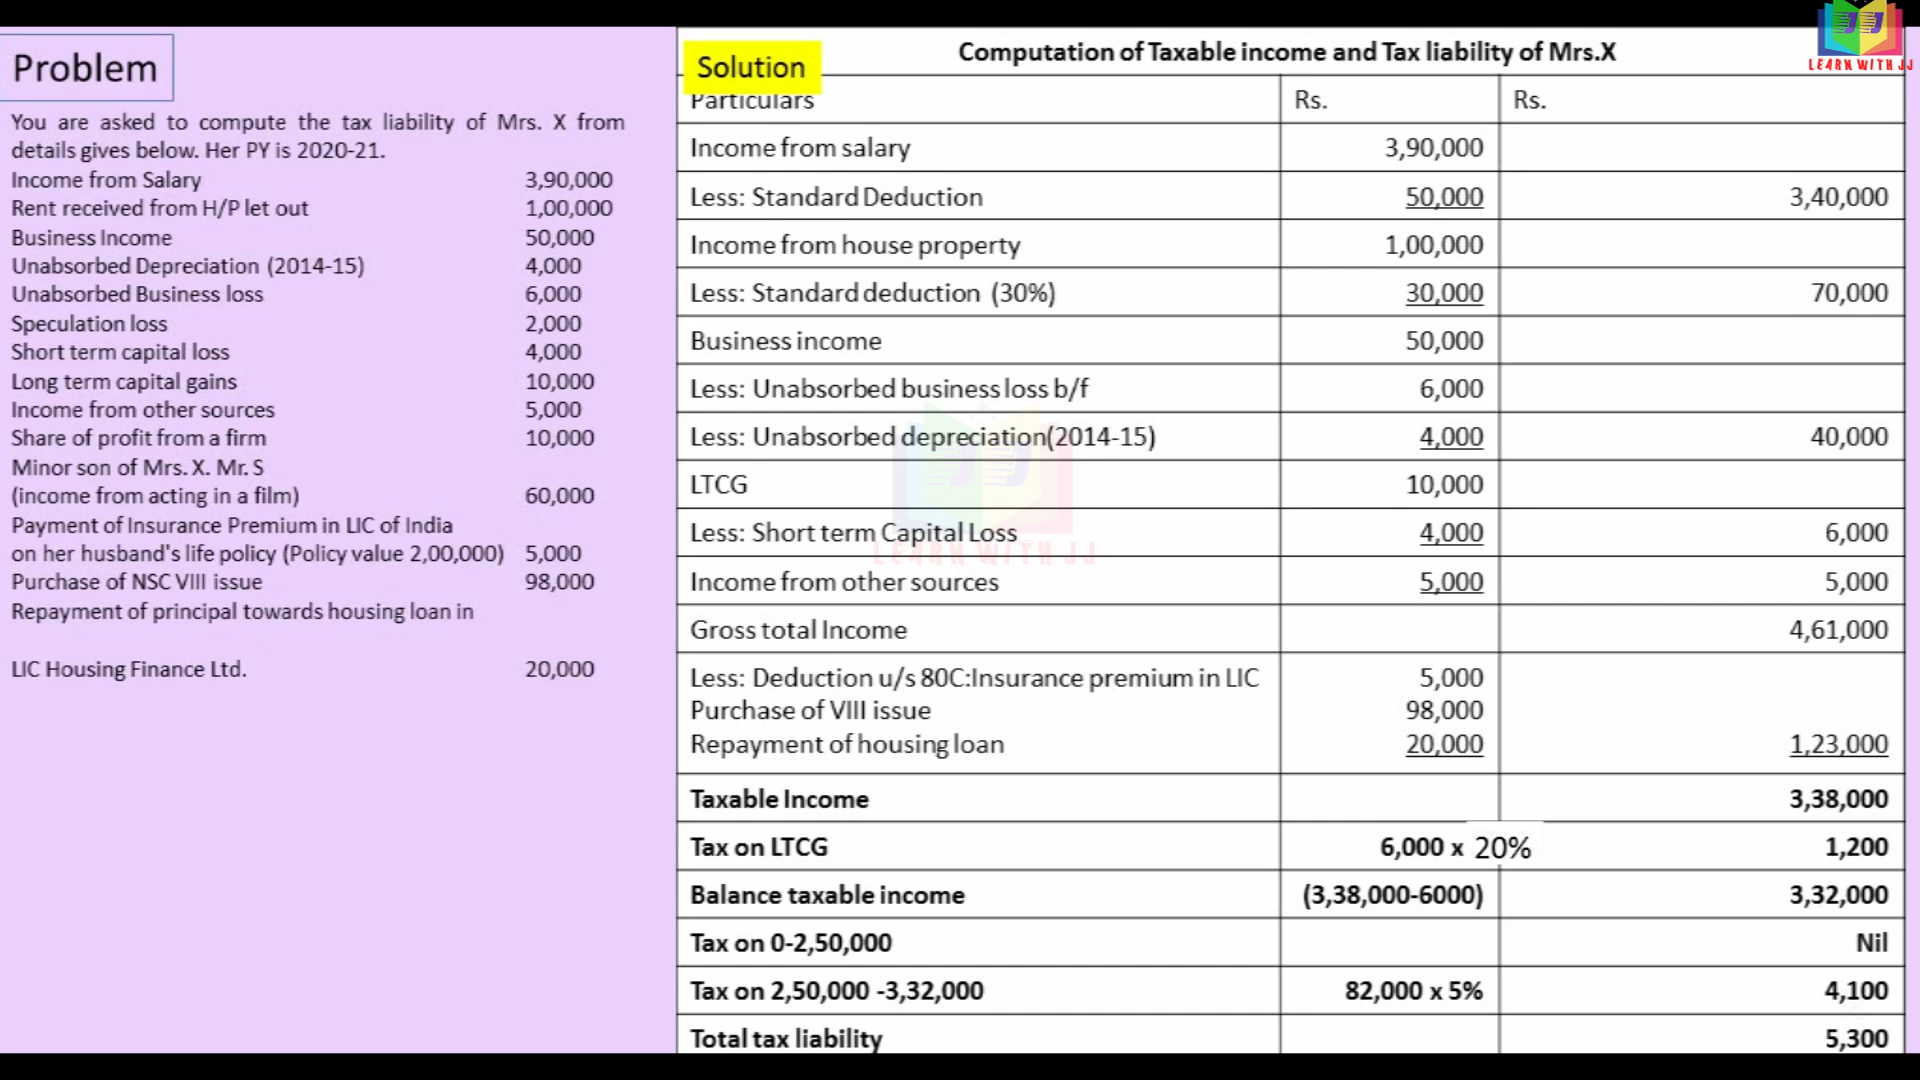 Problem
You are asked to compute the tax liability of Mrs. X from
details gives below. Her PY is 2020-21.
Income from Salary 3,90,000
Rent received from H/P let out 1,00,000
Business Income 50,000
Unabsorbed Depreciation (2014-15) 4,000
Unabsorbed Business loss 6,000
Speculation loss 2,000
Short term capital loss 4,000
Long term capital gains 10,000
Income from other sources 5,000
Share of profit from a firm 10,000
Minor son of Mrs. X. Mr. S
(income from acting in a film) 60,000
Payment of Insurance Premium in LIC of India
on her husband's life policy (Policy value 2,00,000) 5,000
Purchase of NSC VIII issue 98,000
Repayment of principal towards housing loan in
LIC Housing Finance Ltd. 20,000
Solution
Computation of Taxable income and Tax liability of Mrs.X
LEARN WITH JJ
Particulars Rs. Rs.
Income from salary 3,90,000
Less: Standard Deduction 50,000 3,40,000
Income from house property 1,00,000
Less: Standard deduction (30%) 30,000 70,000
Business income 50,000
Less: Unabsorbed business loss b/f 6,000
Less: Unabsorbed depreciation(2014-15) 4,000 40,000
LTCG 10,000
Less: Short term Capital Loss 4,000 6,000
LEARN WITH JJ
Income from other sources 5,000 5,000
Gross total Income 4,61,000
Less: Deduction u/s 80C:Insurance premium in LIC 5,000
Purchase of VIII issue 98,000
Repayment of housing loan 20,000 1,23,000
Taxable Income 3,38,000
Tax on LTCG 6,000 x 20% 1,200
Balance taxable income (3,38,000-6000) 3,32,000
Tax on 0-2,50,000 Nil
Tax on 2,50,000 -3,32,000 82,000 x 5% 4,100
Total tax liability 5,300